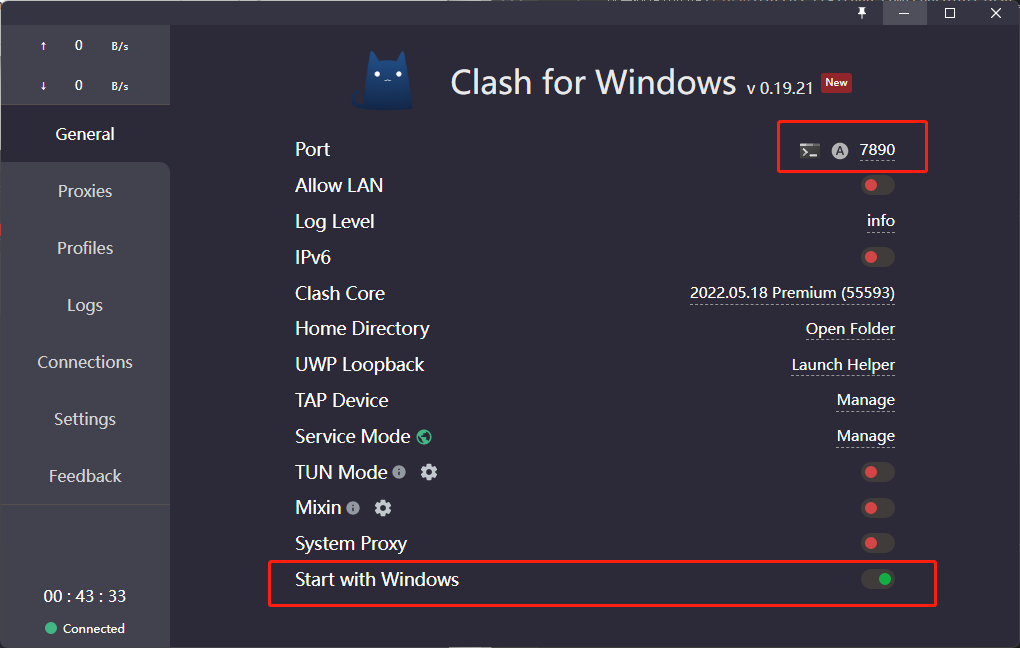 ↑ 0 B/s
↓ 0 B/s
General
Proxies
Profiles
Logs
Connections
Settings
Feedback
00 : 43 : 33
Connected
Clash for Windows v 0.19.21 New
Port A 7890
Allow LAN
Log Level info
IPv6
Clash Core 2022.05.18 Premium (55593)
Home Directory Open Folder
UWP Loopback Launch Helper
TAP Device Manage
Service Mode Manage
TUN Mode
Mixin
System Proxy
Start with Windows